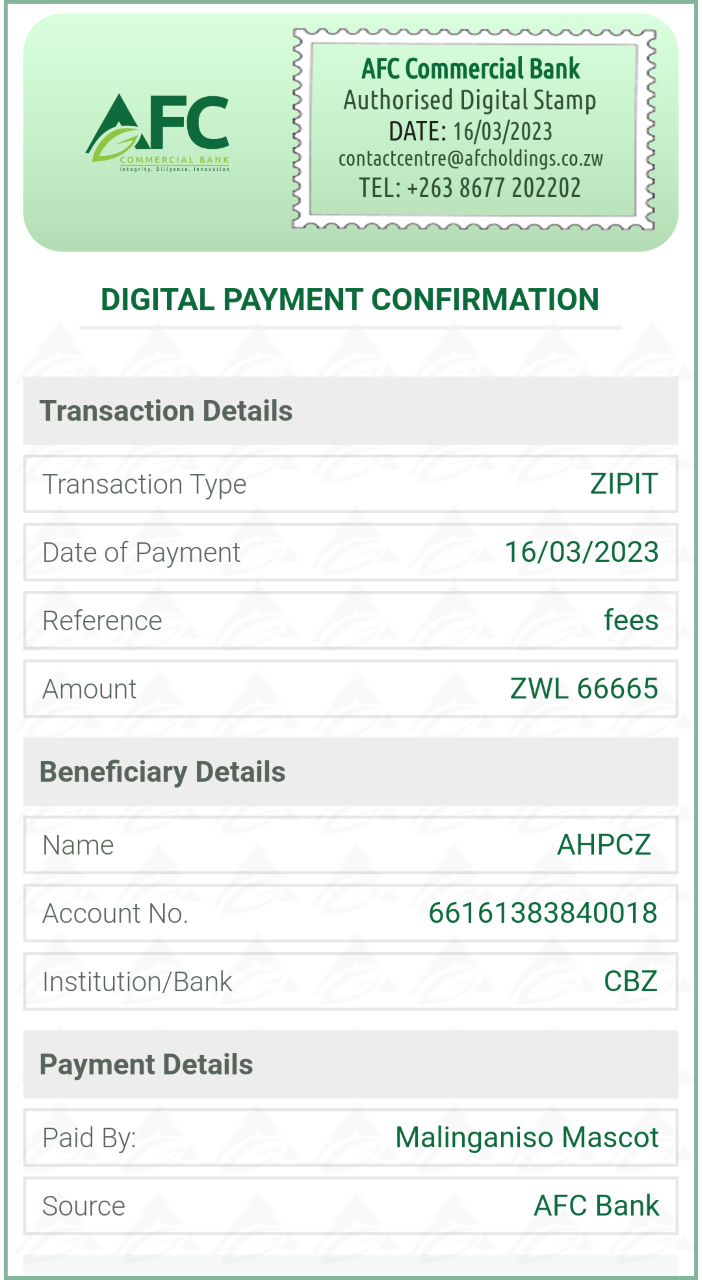 AFC
COMMERCIAL BANK
Integrity. Diligence. Innovation
AFC Commercial Bank
Authorised Digital Stamp
DATE: 16/03/2023
contactcentre@afcholdings.co.zw
TEL: +263 8677 202202
DIGITAL PAYMENT CONFIRMATION
Transaction Details
Transaction Type ZIPIT
Date of Payment 16/03/2023
Reference fees
Amount ZWL 66665
Beneficiary Details
Name AHPCZ
Account No. 66161383840018
Institution/Bank CBZ
Payment Details
Paid By: Malinganiso Mascot
Source AFC Bank